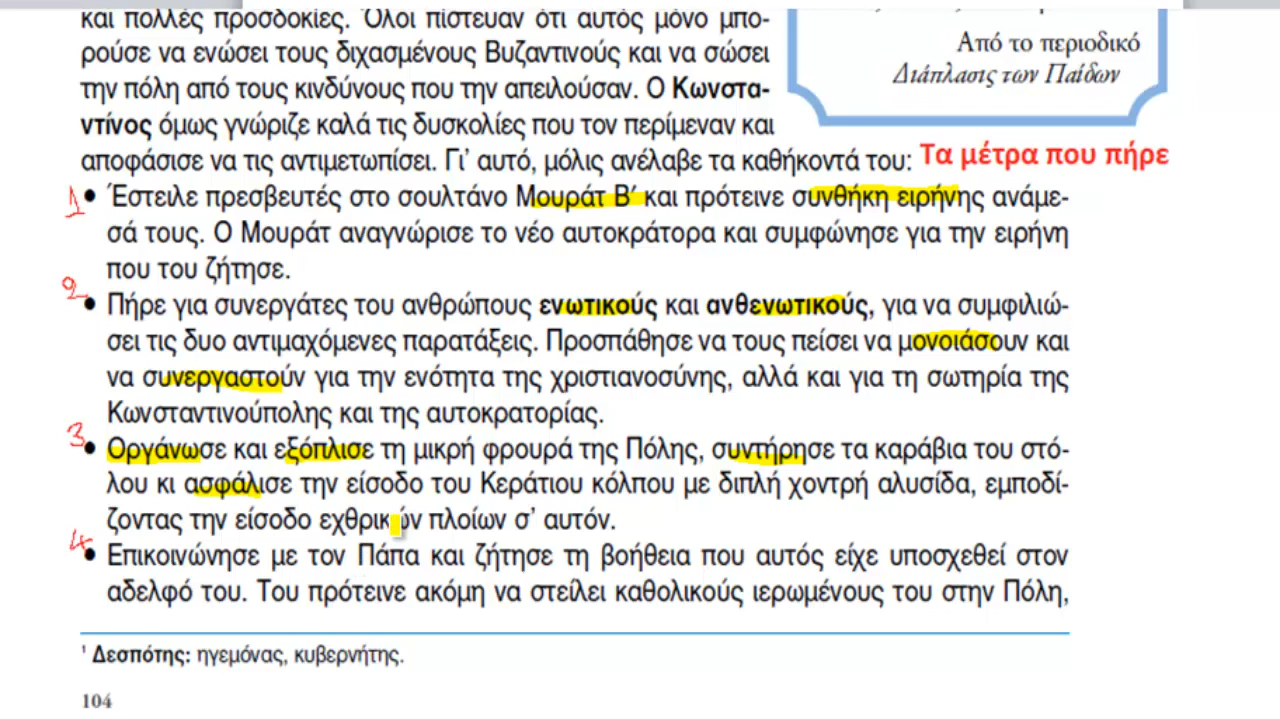 και πολλές προσδοκίες. Όλοι πίστευαν ότι αυτός μόνο μπο-
ρούσε να ενώσει τους διχασμένους Βυζαντινούς και να σώσει
την πόλη από τους κινδύνους που την απειλούσαν. Ο Κωνστα-
ντίνος όμως γνώριζε καλά τις δυσκολίες που τον περίμεναν και
αποφάσισε να τις αντιμετωπίσει. Γι’ αυτό, μόλις ανέλαβε τα καθήκοντά του:
Από το περιοδικό
Διάπλασις των Παίδων
Τα μέτρα που πήρε
1 • Έστειλε πρεσβευτές στο σουλτάνο Μουράτ Β′ και πρότεινε συνθήκη ειρήνης ανάμε-
σά τους. Ο Μουράτ αναγνώρισε το νέο αυτοκράτορα και συμφώνησε για την ειρήνη
που του ζήτησε.
2 • Πήρε για συνεργάτες του ανθρώπους ενωτικούς και ανθενωτικούς, για να συμφιλιώ-
σει τις δυο αντιμαχόμενες παρατάξεις. Προσπάθησε να τους πείσει να μονοιάσουν και
να συνεργαστούν για την ενότητα της χριστιανοσύνης, αλλά και για τη σωτηρία της
Κωνσταντινούπολης και της αυτοκρατορίας.
3 • Οργάνωσε και εξόπλισε τη μικρή φρουρά της Πόλης, συντήρησε τα καράβια του στό-
λου κι ασφάλισε την είσοδο του Κεράτιου κόλπου με διπλή χοντρή αλυσίδα, εμποδί-
ζοντας την είσοδο εχθρικών πλοίων σ’ αυτόν.
4 • Επικοινώνησε με τον Πάπα και ζήτησε τη βοήθεια που αυτός είχε υποσχεθεί στον
αδελφό του. Του πρότεινε ακόμη να στείλει καθολικούς ιερωμένους του στην Πόλη,
¹ Δεσπότης: ηγεμόνας, κυβερνήτης.
104